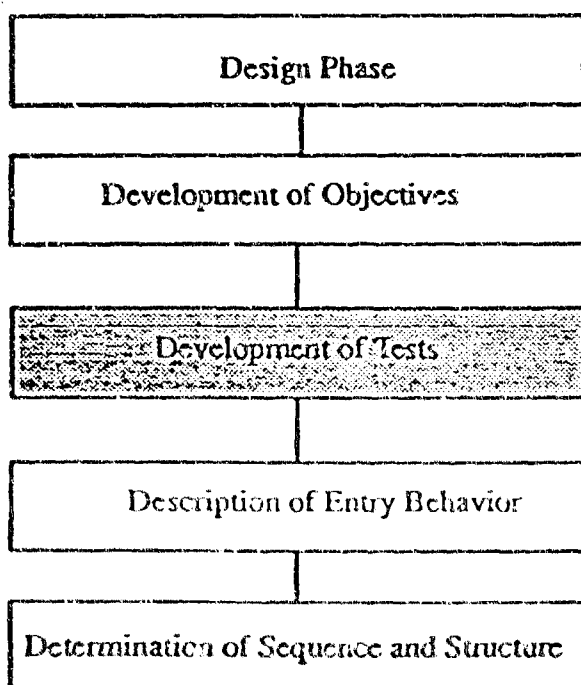 Design Phase
Development of Objectives
Development of Tests
Description of Entry Behavior
Determination of Sequence and Structure